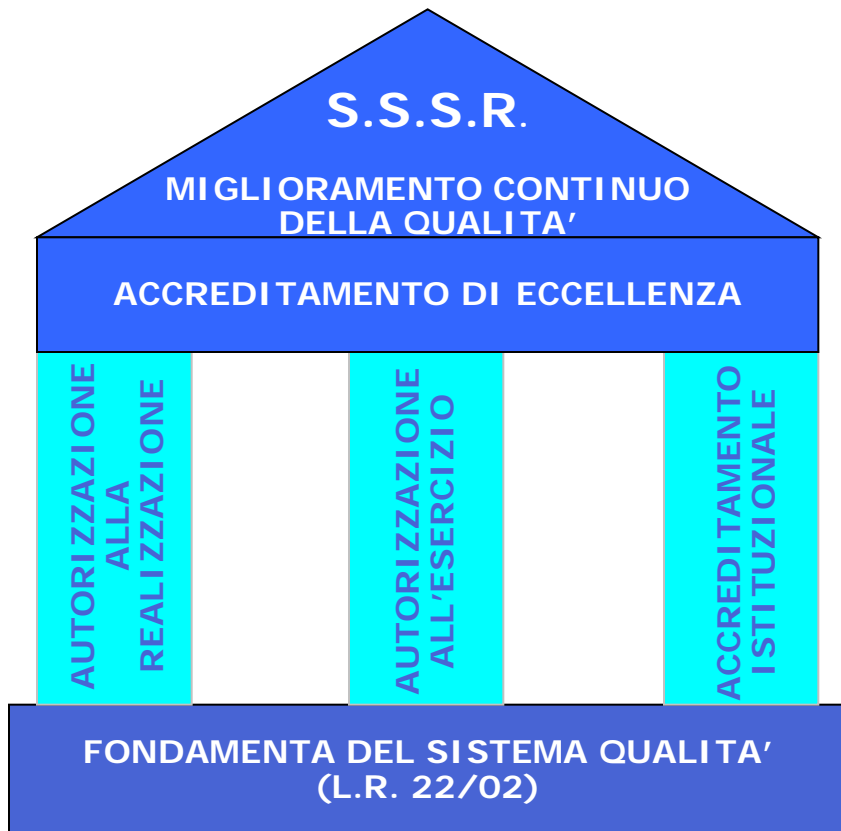 S.S.S.R.
MIGLIORAMENTO CONTINUO
DELLA QUALITA’
ACCREDITAMENTO DI ECCELLENZA
AUTORIZZAZIONE
ALLA
REALIZZAZIONE
AUTORIZZAZIONE
ALL’ESERCIZIO
ACCREDITAMENTO
ISTITUZIONALE
FONDAMENTA DEL SISTEMA QUALITA’
(L.R. 22/02)